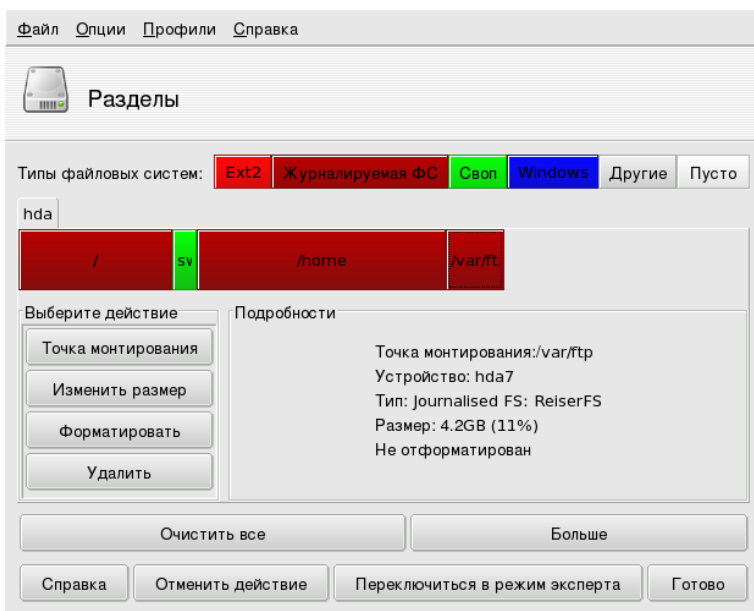 Файл Опции Профили Справка
Разделы
Типы файловых систем: Ext2 Журналируемая ФС Своп Windows Другие Пусто
hda
/ sw /home /var/ft
Выберите действие
Точка монтирования
Изменить размер
Форматировать
Удалить
Подробности
Точка монтирования:/var/ftp
Устройство: hda7
Тип: Journalised FS: ReiserFS
Размер: 4.2GB (11%)
Не отформатирован
Очистить все Больше
Справка Отменить действие Переключиться в режим эксперта Готово